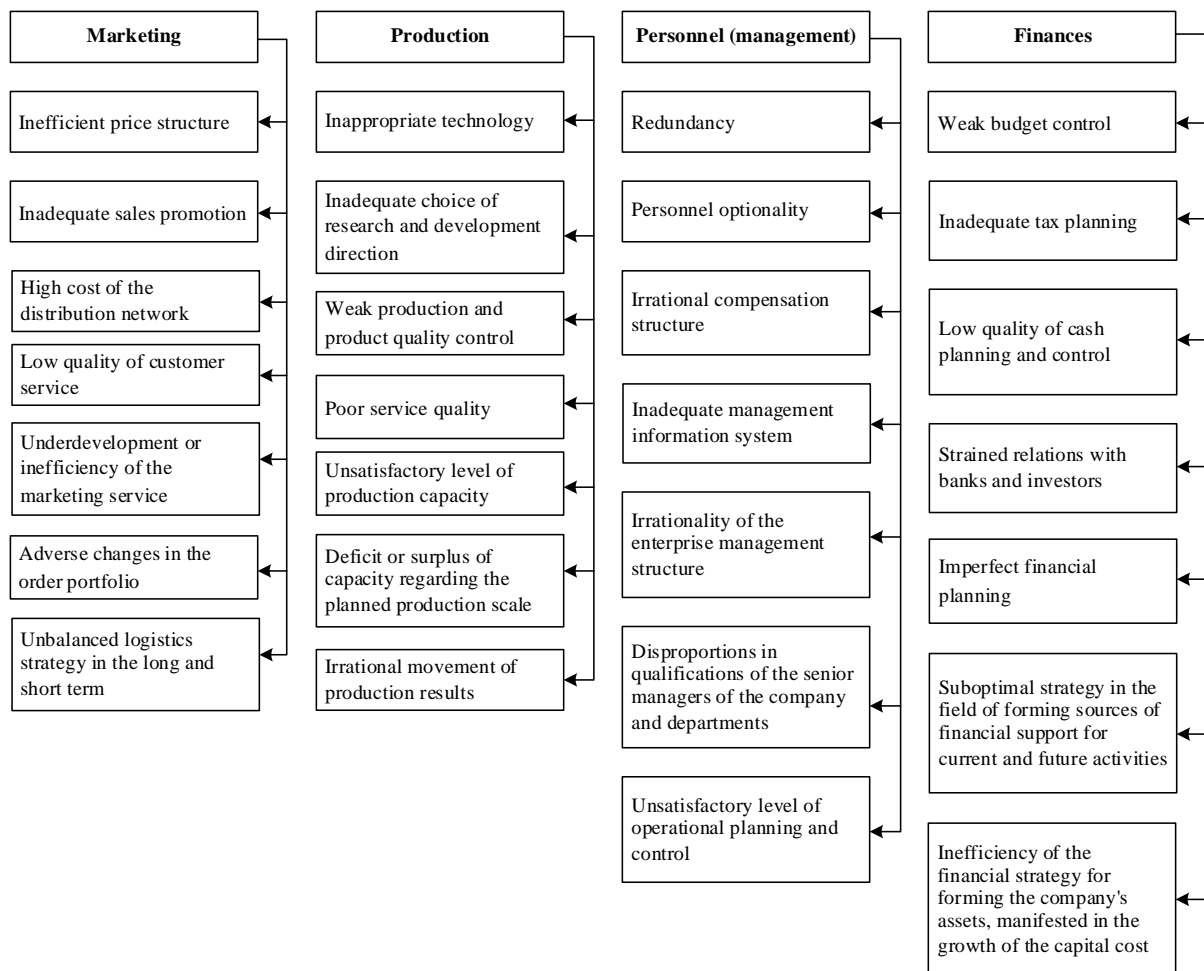 Marketing
Inefficient price structure
Inadequate sales promotion
High cost of the
distribution network
Low quality of customer
service
Underdevelopment or
inefficiency of the
marketing service
Adverse changes in the
order portfolio
Unbalanced logistics
strategy in the long and
short term
Production
Inappropriate technology
Inadequate choice of
research and development
direction
Weak production and
product quality control
Poor service quality
Unsatisfactory level of
production capacity
Deficit or surplus of
capacity regarding the
planned production scale
Irrational movement of
production results
Personnel (management)
Redundancy
Personnel optionality
Irrational compensation
structure
Inadequate management
information system
Irrationality of the
enterprise management
structure
Disproportions in
qualifications of the senior
managers of the company
and departments
Unsatisfactory level of
operational planning and
control
Finances
Weak budget control
Inadequate tax planning
Low quality of cash
planning and control
Strained relations with
banks and investors
Imperfect financial
planning
Suboptimal strategy in the
field of forming sources of
financial support for
current and future activities
Inefficiency of the
financial strategy for
forming the company's
assets, manifested in the
growth of the capital cost